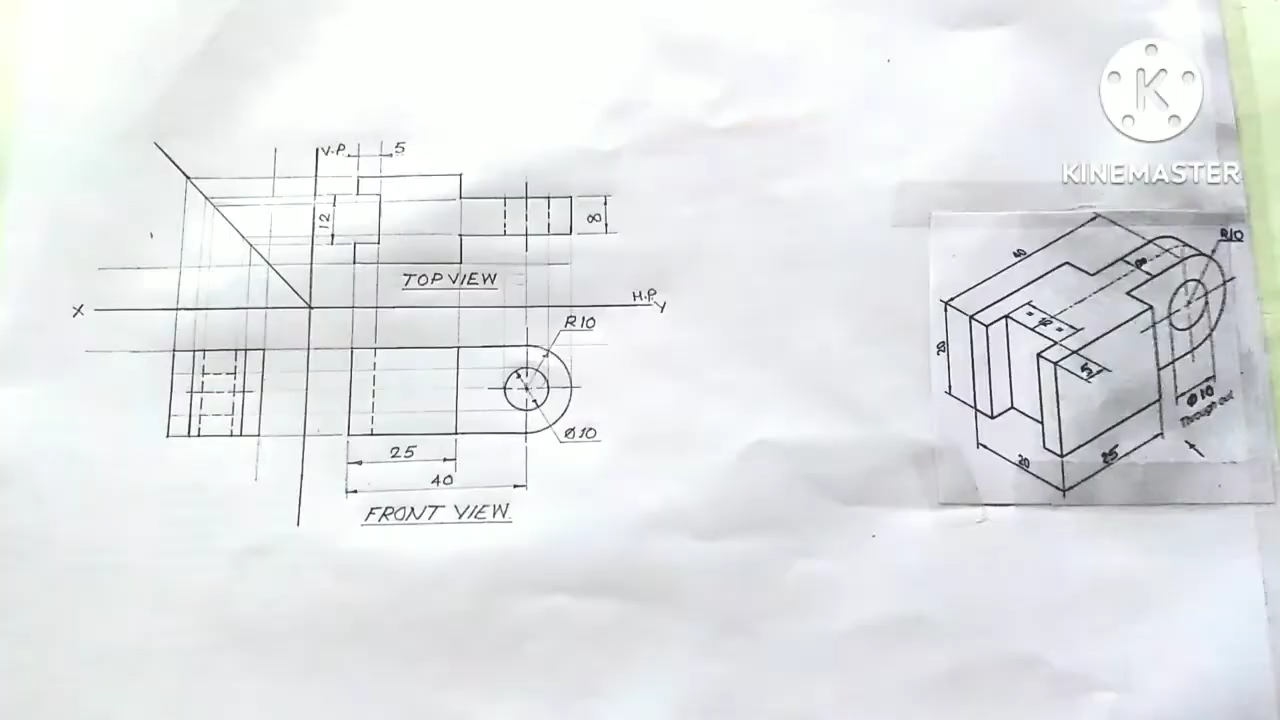 V.P.
5
12
8
TOP VIEW
X
H.P.
Y
R10
Ø10
25
40
FRONT VIEW.
K
KINEMASTER
R10
40
8
20
5
Ø10
Through out
20
25